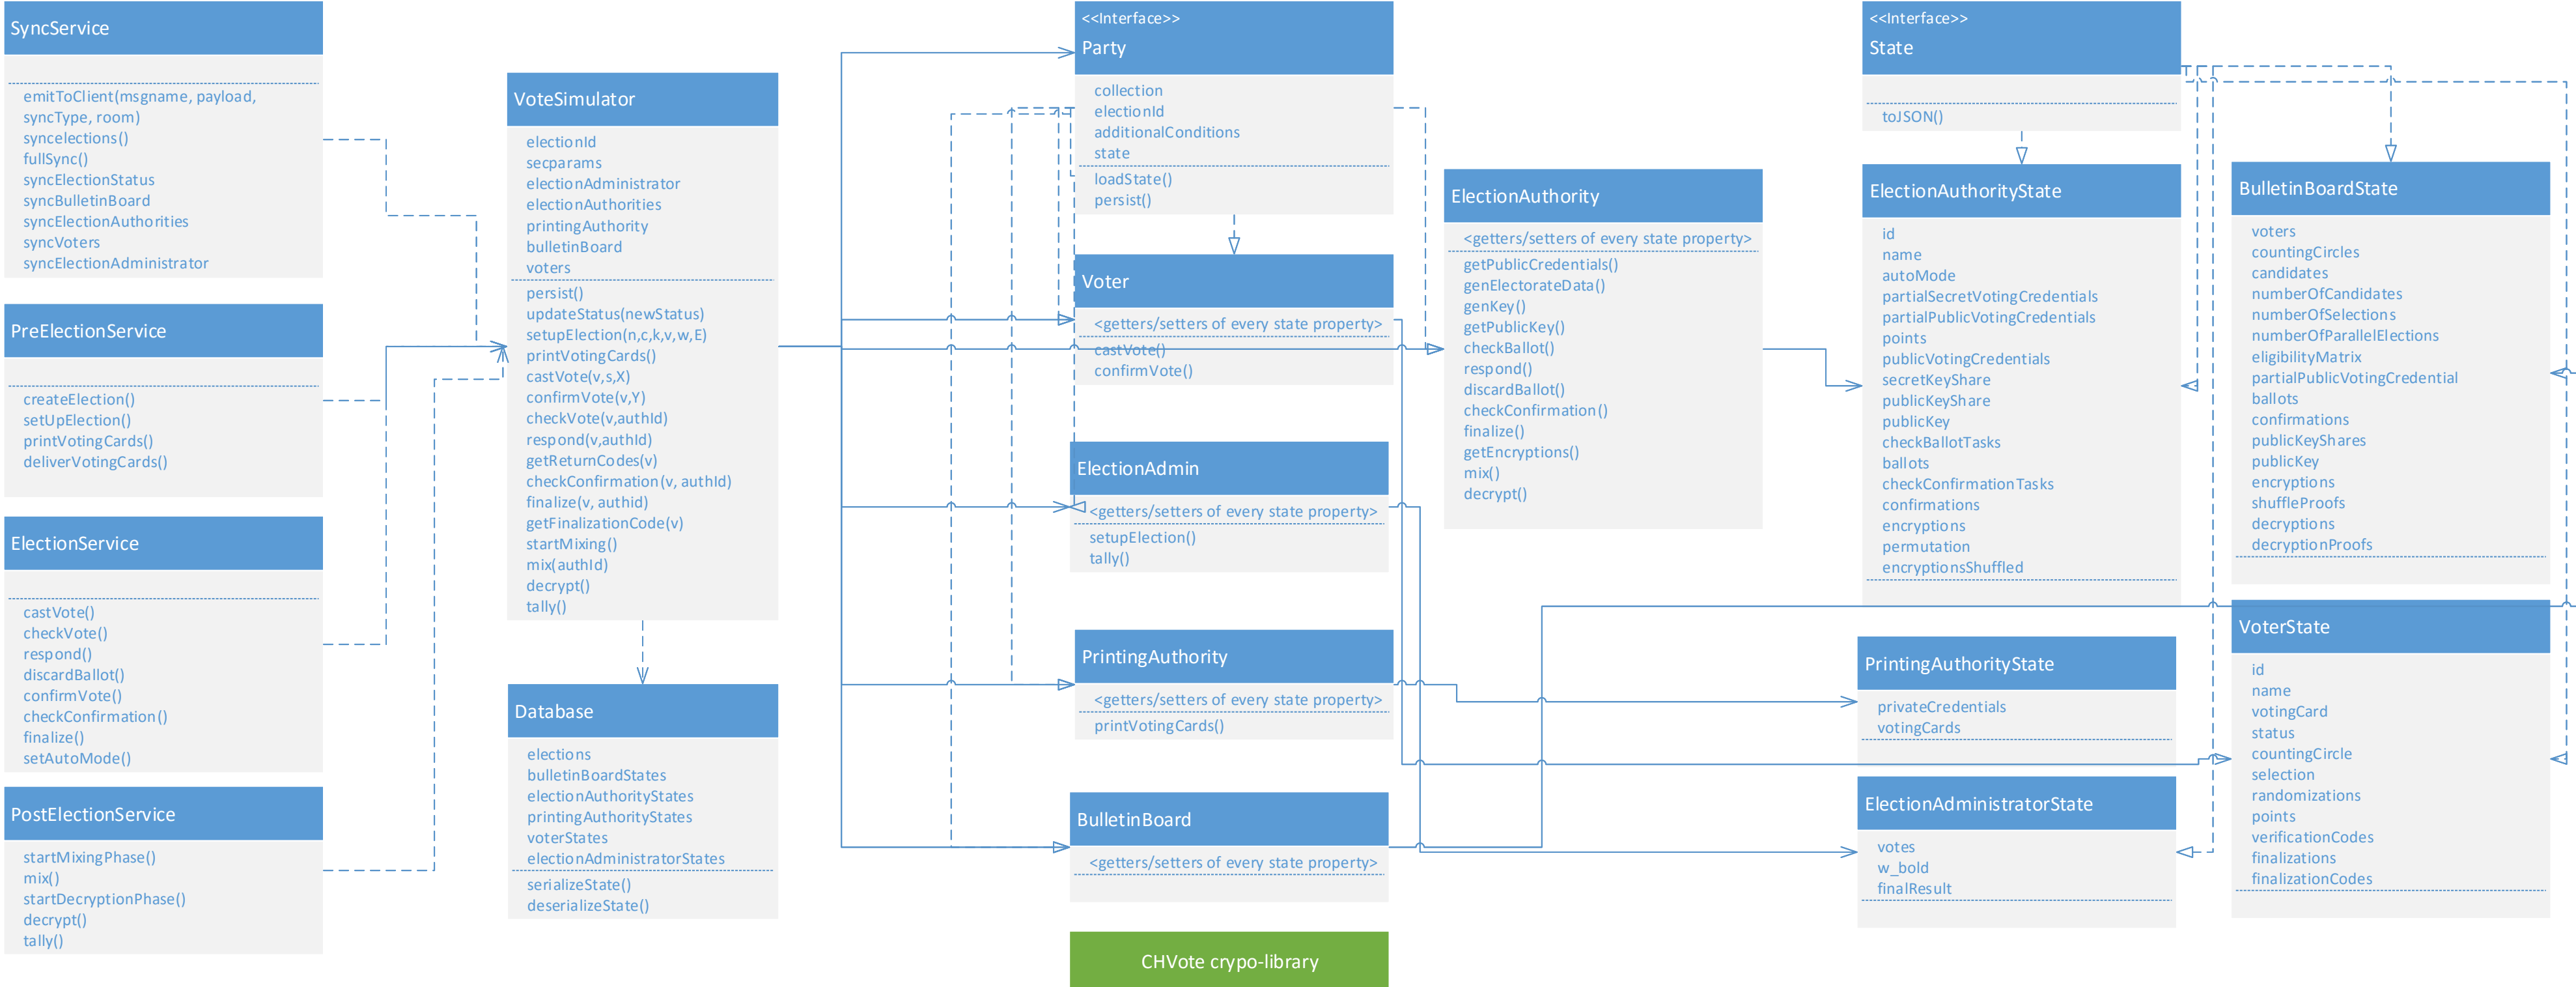 SyncService
emitToClient(msgname, payload,
syncType, room)
syncelections()
fullSync()
syncElectionStatus
syncBulletinBoard
syncElectionAuthorities
syncVoters
syncElectionAdministrator
PreElectionService
createElection()
setUpElection()
printVotingCards()
deliverVotingCards()
ElectionService
castVote()
checkVote()
respond()
discardBallot()
confirmVote()
checkConfirmation()
finalize()
setAutoMode()
PostElectionService
startMixingPhase()
mix()
startDecryptionPhase()
decrypt()
tally()
VoteSimulator
electionId
secparams
electionAdministrator
electionAuthorities
printingAuthority
bulletinBoard
voters
persist()
updateStatus(newStatus)
setupElection(n,c,k,v,w,E)
printVotingCards()
castVote(v,s,X)
confirmVote(v,Y)
checkVote(v,authId)
respond(v,authId)
getReturnCodes(v)
checkConfirmation(v, authId)
finalize(v, authid)
getFinalizationCode(v)
startMixing()
mix(authId)
decrypt()
tally()
Database
elections
bulletinBoardStates
electionAuthorityStates
printingAuthorityStates
voterStates
electionAdministratorStates
serializeState()
deserializeState()
<<Interface>>
Party
collection
electionId
additionalConditions
state
loadState()
persist()
Voter
<getters/setters of every state property>
castVote()
confirmVote()
ElectionAdmin
<getters/setters of every state property>
setupElection()
tally()
PrintingAuthority
<getters/setters of every state property>
printVotingCards()
BulletinBoard
<getters/setters of every state property>
CHVote crypo-library
ElectionAuthority
<getters/setters of every state property>
getPublicCredentials()
genElectorateData()
genKey()
getPublicKey()
checkBallot()
respond()
discardBallot()
checkConfirmation()
finalize()
getEncryptions()
mix()
decrypt()
<<Interface>>
State
toJSON()
ElectionAuthorityState
id
name
autoMode
partialSecretVotingCredentials
partialPublicVotingCredentials
points
publicVotingCredentials
secretKeyShare
publicKeyShare
publicKey
checkBallotTasks
ballots
checkConfirmationTasks
confirmations
encryptions
permutation
encryptionsShuffled
PrintingAuthorityState
privateCredentials
votingCards
ElectionAdministratorState
votes
w_bold
finalResult
BulletinBoardState
voters
countingCircles
candidates
numberOfCandidates
numberOfSelections
numberOfParallelElections
eligibilityMatrix
partialPublicVotingCredential
ballots
confirmations
publicKeyShares
publicKey
encryptions
shuffleProofs
decryptions
decryptionProofs
VoterState
id
name
votingCard
status
countingCircle
selection
randomizations
points
verificationCodes
finalizations
finalizationCodes